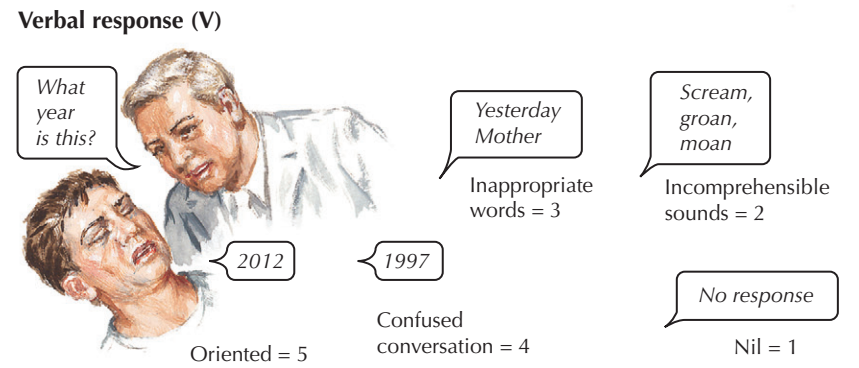 Verbal response (V)
What
year
is this?
2012
Oriented = 5
1997
Confused
conversation = 4
Yesterday
Mother
Inappropriate
words = 3
Scream,
groan,
moan
Incomprehensible
sounds = 2
No response
Nil = 1